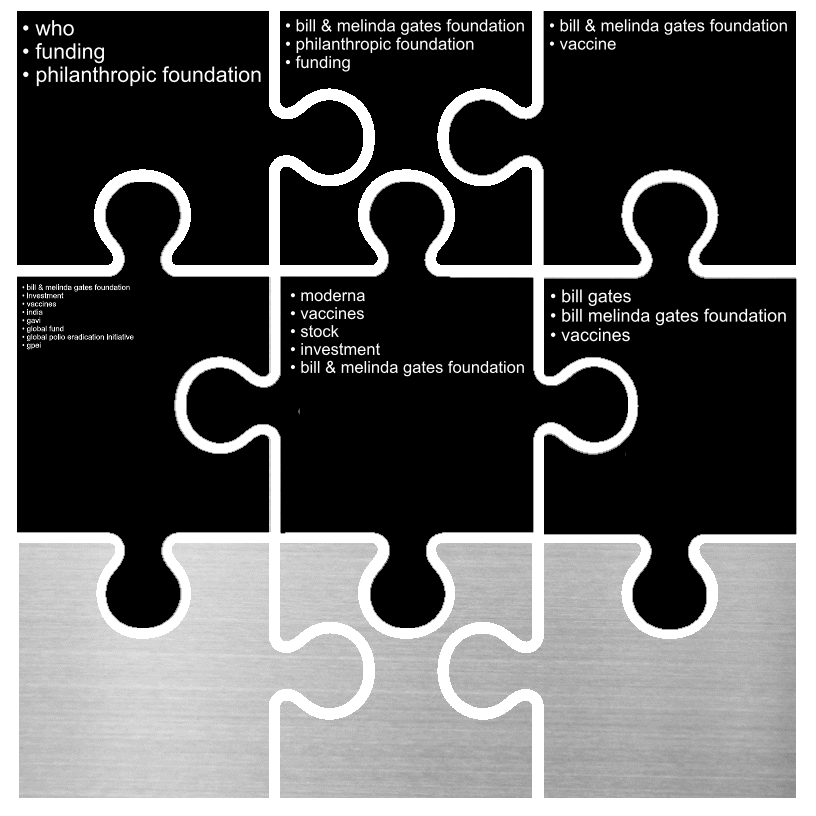 • who
• funding
• philanthropic foundation
• bill & melinda gates foundation
• philanthropic foundation
• funding
• bill & melinda gates foundation
• vaccine
• bill & melinda gates foundation
• Investment
• vaccines
• india
• gavi
• global fund
• global polio eradication Initiative
• gpei
• moderna
• vaccines
• stock
• investment
• bill & melinda gates foundation
• bill gates
• bill melinda gates foundation
• vaccines